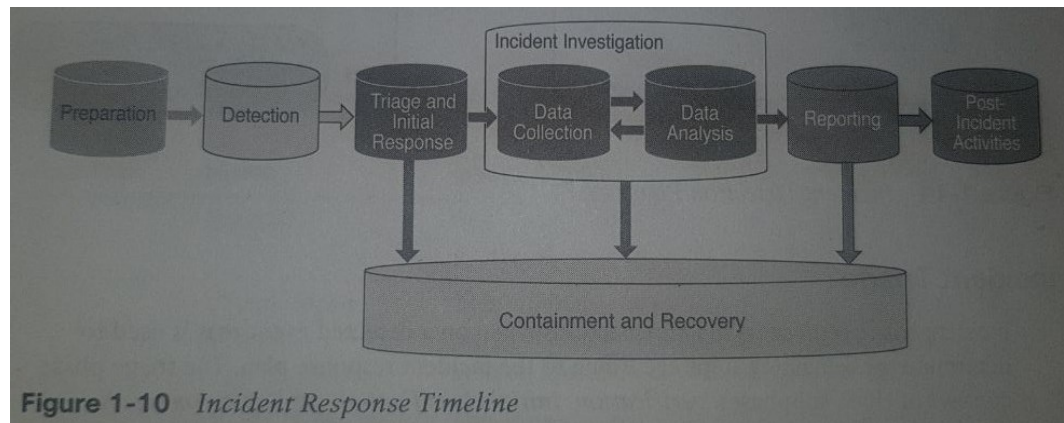 Incident Investigation
Preparation
Detection
Triage and
Initial
Response
Data
Collection
Data
Analysis
Reporting
Post-
Incident
Activities
Containment and Recovery
Figure 1-10 Incident Response Timeline